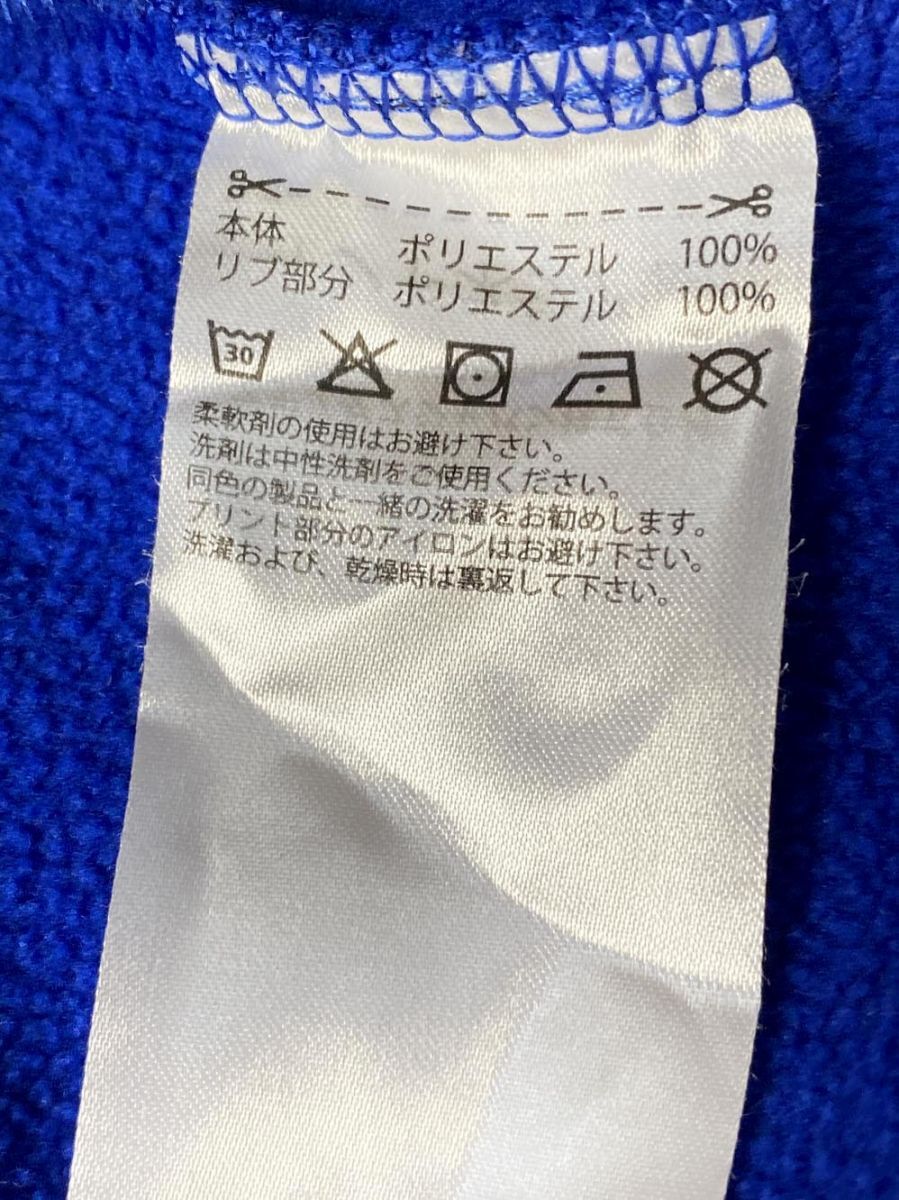 本体 ポリエステル 100%
リブ部分 ポリエステル 100%
30
柔軟剤の使用はお避け下さい。
洗剤は中性洗剤をご使用ください。
同色の製品と一緒の洗濯をお勧めします。
プリント部分のアイロンはお避け下さい。
洗濯および、乾燥時は裏返して下さい。